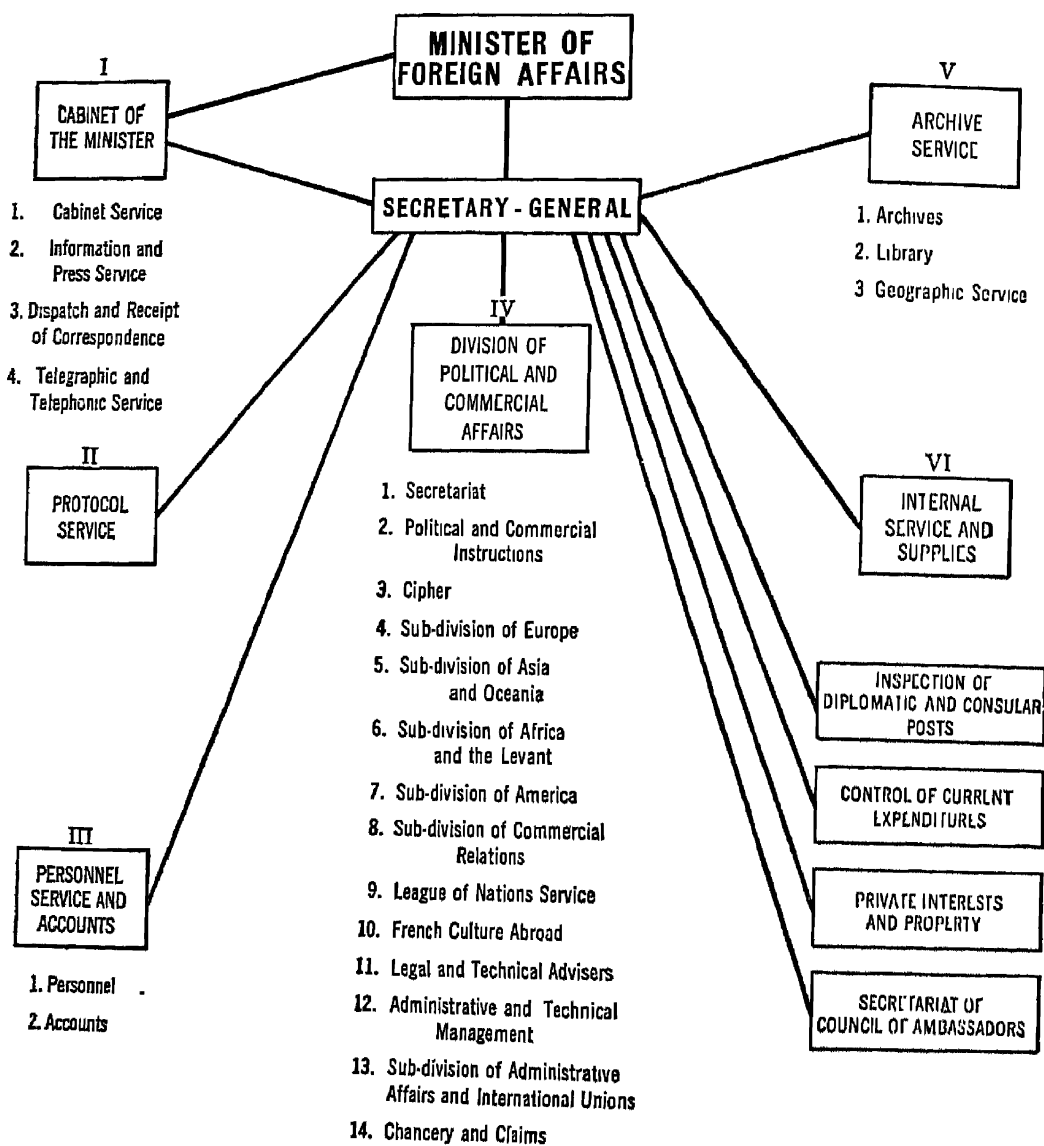 MINISTER OF
FOREIGN AFFAIRS
I
CABINET OF
THE MINISTER
1. Cabinet Service
2. Information and
Press Service
3. Dispatch and Receipt
of Correspondence
4. Telegraphic and
Telephonic Service
SECRETARY - GENERAL
V
ARCHIVE
SERVICE
1. Archives
2. Library
3 Geographic Service
II
PROTOCOL
SERVICE
III
PERSONNEL
SERVICE AND
ACCOUNTS
1. Personnel
2. Accounts
IV
DIVISION OF
POLITICAL AND
COMMERCIAL
AFFAIRS
1. Secretariat
2. Political and Commercial
Instructions
3. Cipher
4. Sub-division of Europe
5. Sub-division of Asia
and Oceania
6. Sub-division of Africa
and the Levant
7. Sub-division of America
8. Sub-division of Commercial
Relations
9. League of Nations Service
10. French Culture Abroad
11. Legal and Technical Advisers
12. Administrative and Technical
Management
13. Sub-division of Administrative
Affairs and International Unions
14. Chancery and Claims
VI
INTERNAL
SERVICE AND
SUPPLIES
INSPECTION OF
DIPLOMATIC AND CONSULAR
POSTS
CONTROL OF CURRENT
EXPENDITURES
PRIVATE INTERESTS
AND PROPERTY
SECRETARIAT OF
COUNCIL OF AMBASSADORS